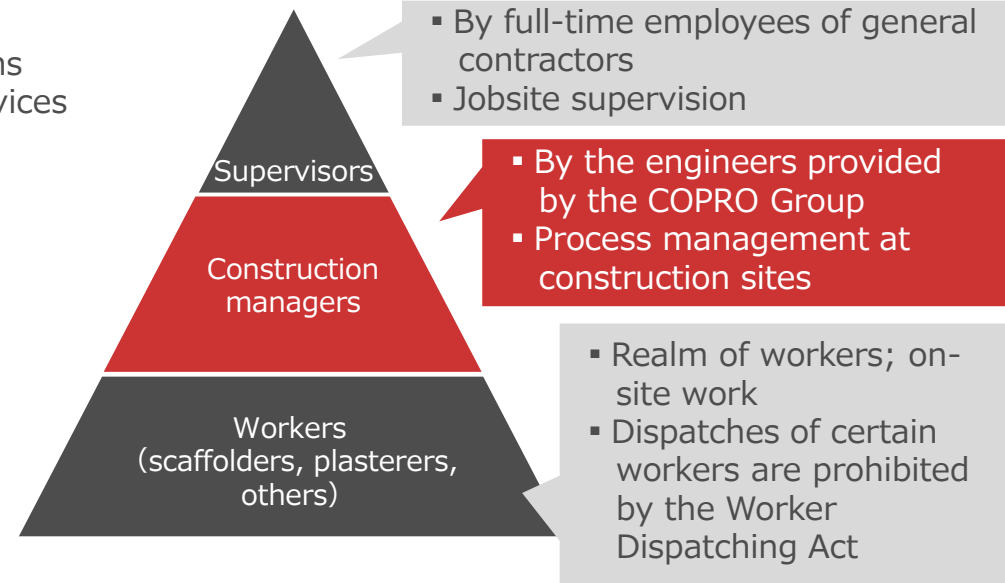 ns
vices
▪ By full-time employees of general
contractors
▪ Jobsite supervision
Supervisors
▪ By the engineers provided
by the COPRO Group
▪ Process management at
construction sites
Construction
managers
▪ Realm of workers; on-
site work
▪ Dispatches of certain
workers are prohibited
by the Worker
Dispatching Act
Workers
(scaffolders, plasterers,
others)